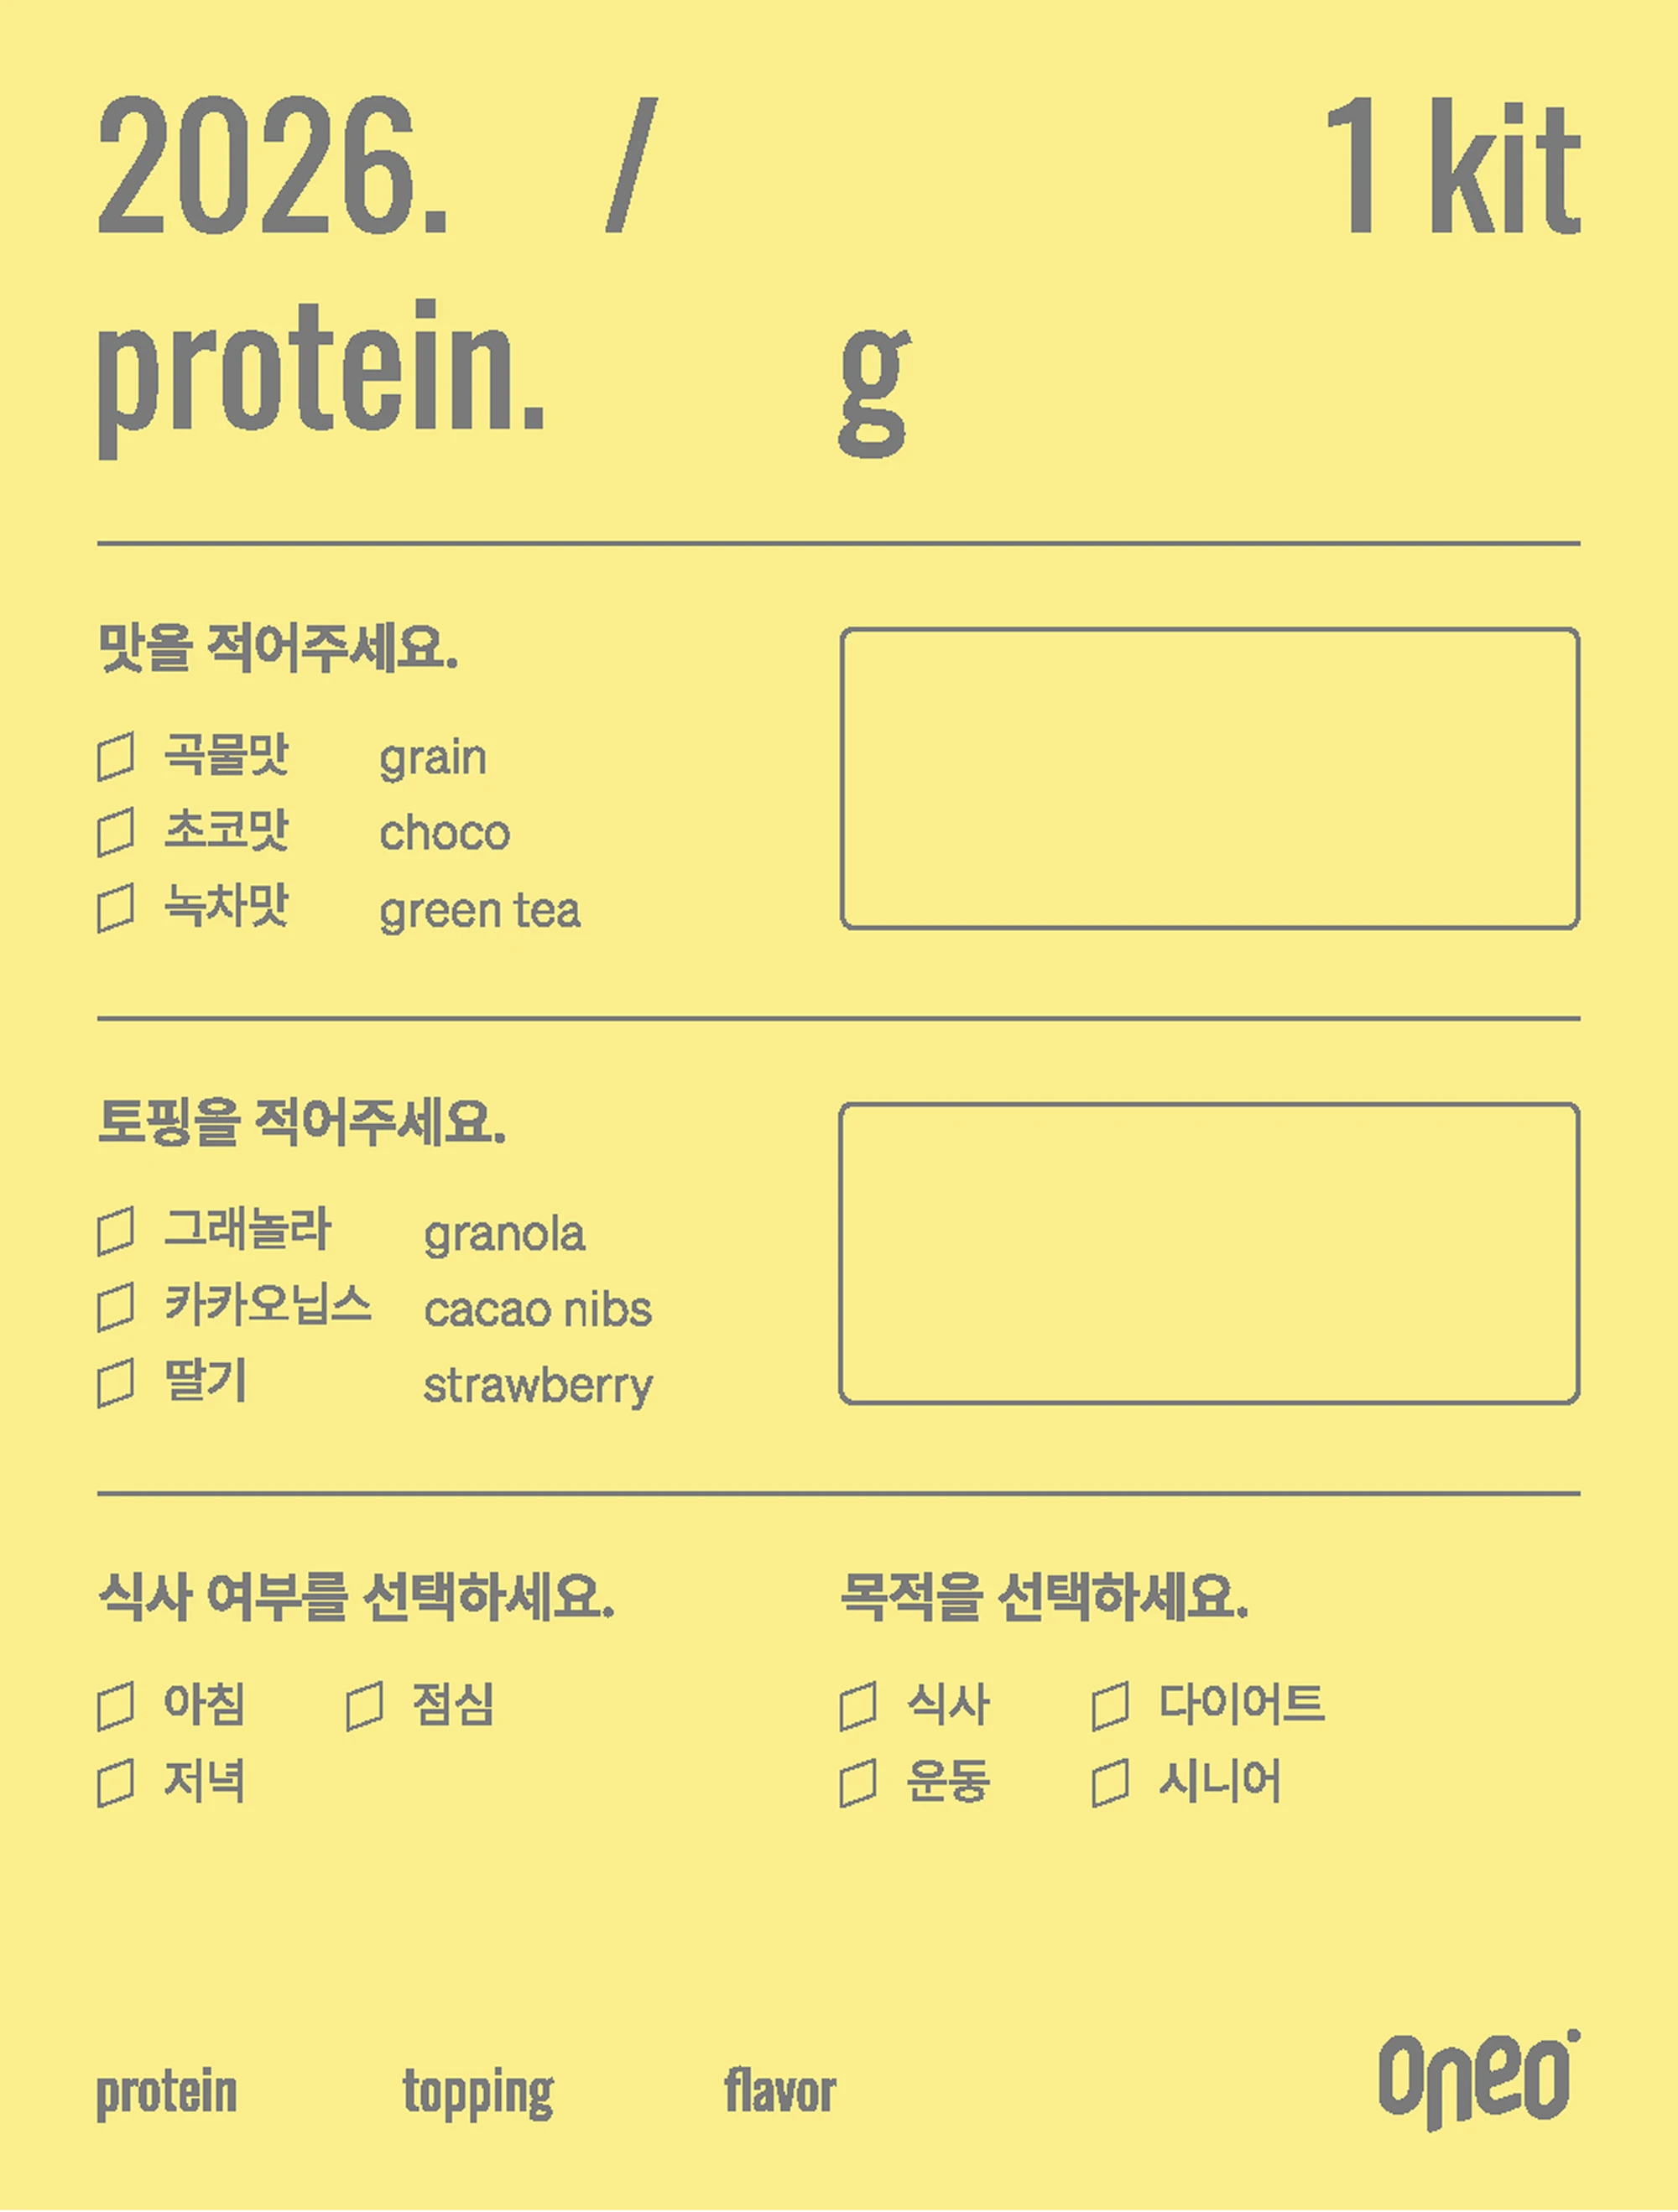 2026. / 1 kit
protein. g
맛을 적어주세요.
곡물맛 grain
초코맛 choco
녹차맛 green tea
토핑을 적어주세요.
그래놀라 granola
카카오닙스 cacao nibs
딸기 strawberry
식사 여부를 선택하세요.
아침 점심
저녁
목적을 선택하세요.
식사 다이어트
운동 시니어
protein topping flavor oneo